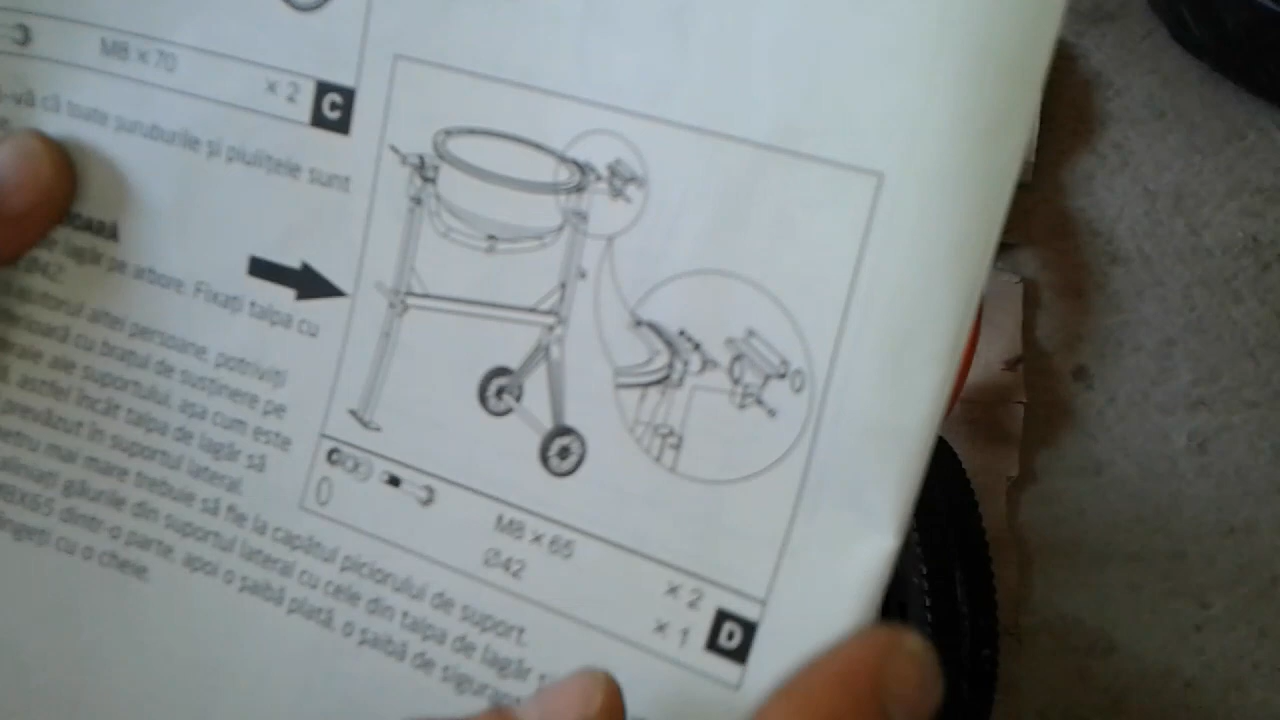 M8 x 70
x 2
C
că toate șuruburile și piulițele sunt
lagăr pe arbore. Fixați talpa cu
Ø42.
altei persoane, potriviți
cu brațul de susținere pe
ale suportului, așa cum este
astfel încât talpa de lagăr să
prevăzut în suportul lateral.
mai mare trebuie să fie la capătul piciorului de suport.
găurile din suportul lateral cu cele din talpa de lagăr
dintr-o parte, apoi o șaibă plată, o șaibă de
cu o cheie.
M8 x 65
x 2
Ø42
x 1
D